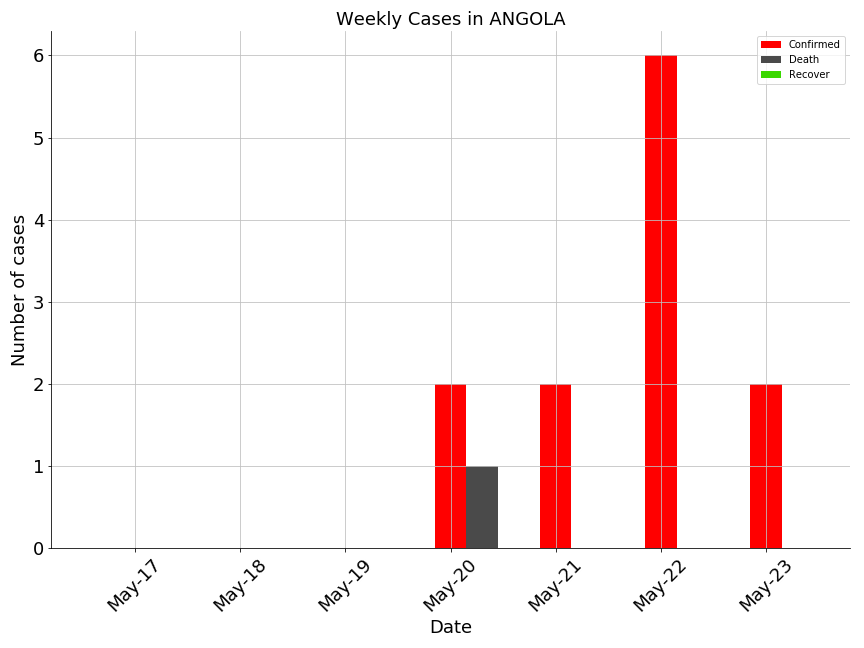 Weekly Cases in ANGOLA
Confirmed
Death
Recover
6
5
4
3
2
1
0
Number of cases
May-17
May-18
May-19
May-20
May-21
May-22
May-23
Date